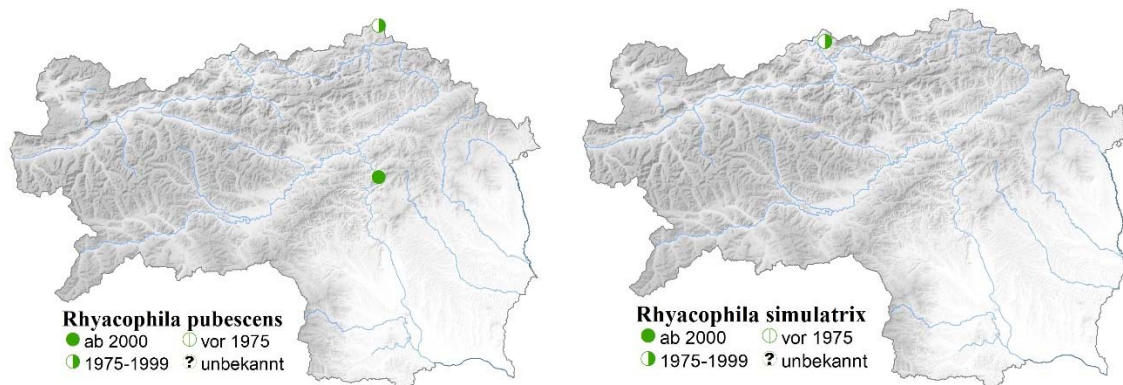 Rhyacophila pubescens
ab 2000 vor 1975
1975-1999 ? unbekannt
Rhyacophila simulatrix
ab 2000 vor 1975
1975-1999 ? unbekannt